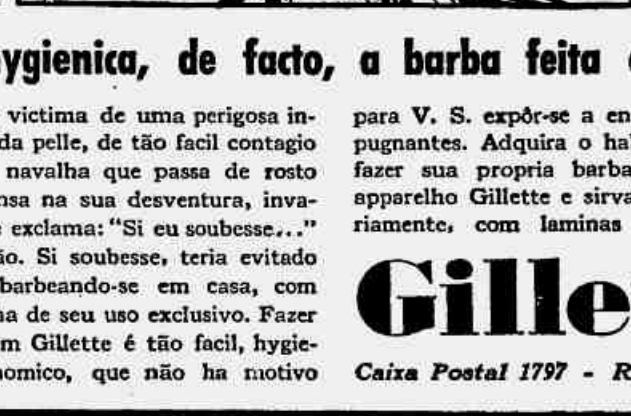 hygienica, de facto, a barba feita
victima de uma perigosa in-
da pelle, de tão facil contagio
navalha que passa de rosto
nsa na sua desventura, inva-
e exclama: "Si eu soubesse..."
ão. Si soubesse, teria evitado
barbeando-se em casa, com
na de seu uso exclusivo. Fazer
m Gillette é tão facil, hygie-
nomico, que não ha motivo
para V. S. expôr-se a en
pugnantes. Adquira o ha
fazer sua propria barba
apparelho Gillette e sirva
riamente, com laminas
Gille
Caixa Postal 1797 - R